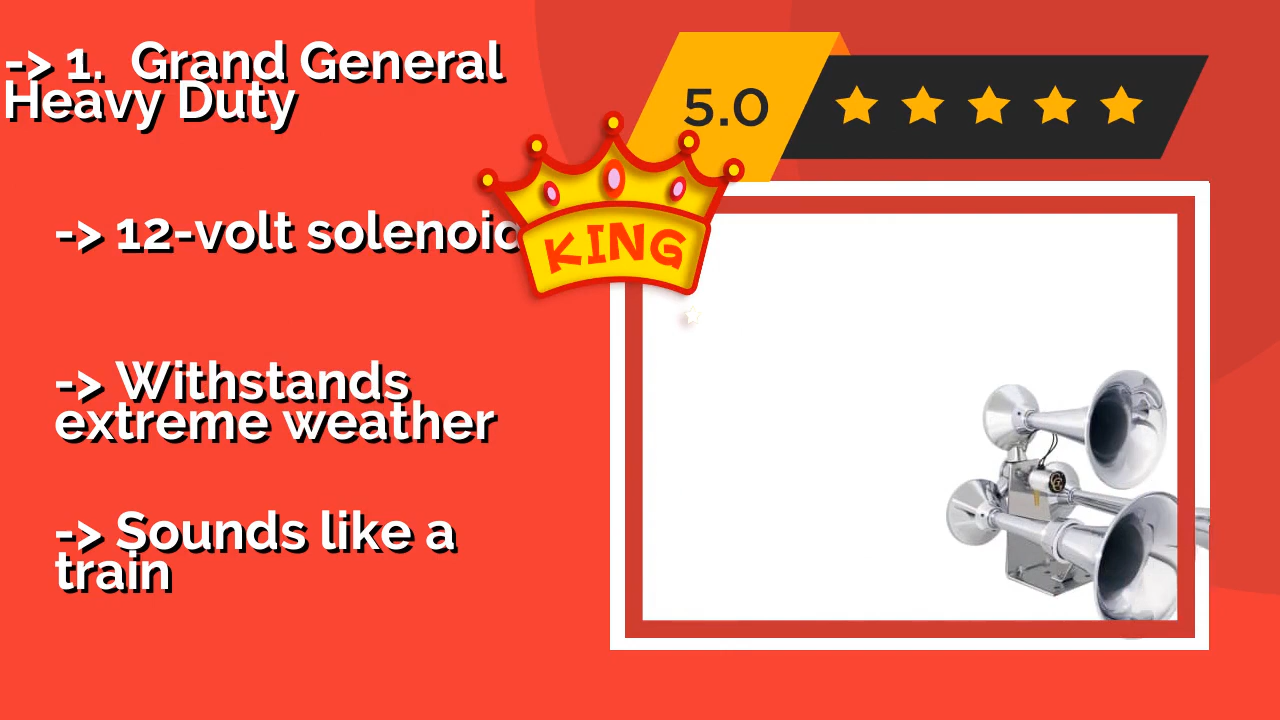 -> 1. Grand General
Heavy Duty
5.0
KING
-> 12-volt solenoid
-> Withstands
extreme weather
-> Sounds like a
train